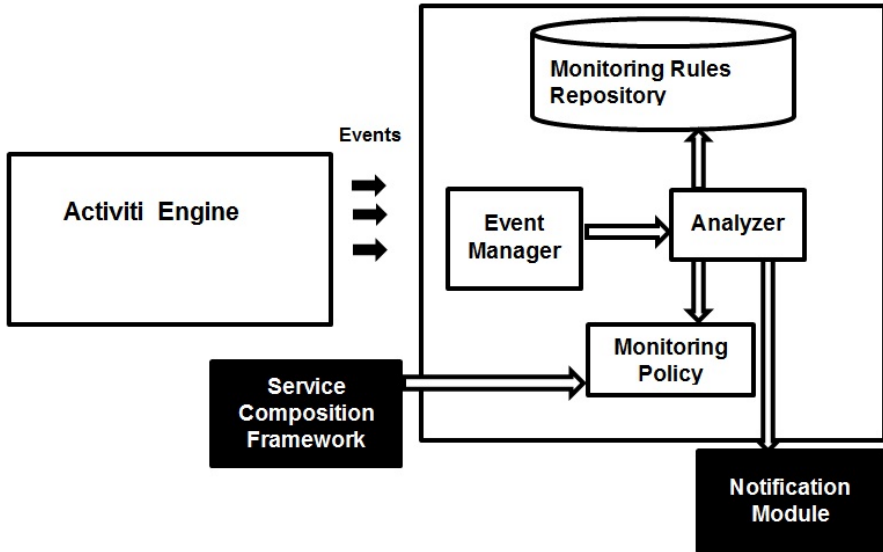 Monitoring Rules
Repository
Events
Activiti Engine
Event
Manager
Analyzer
Monitoring
Policy
Service
Composition
Framework
Notification
Module